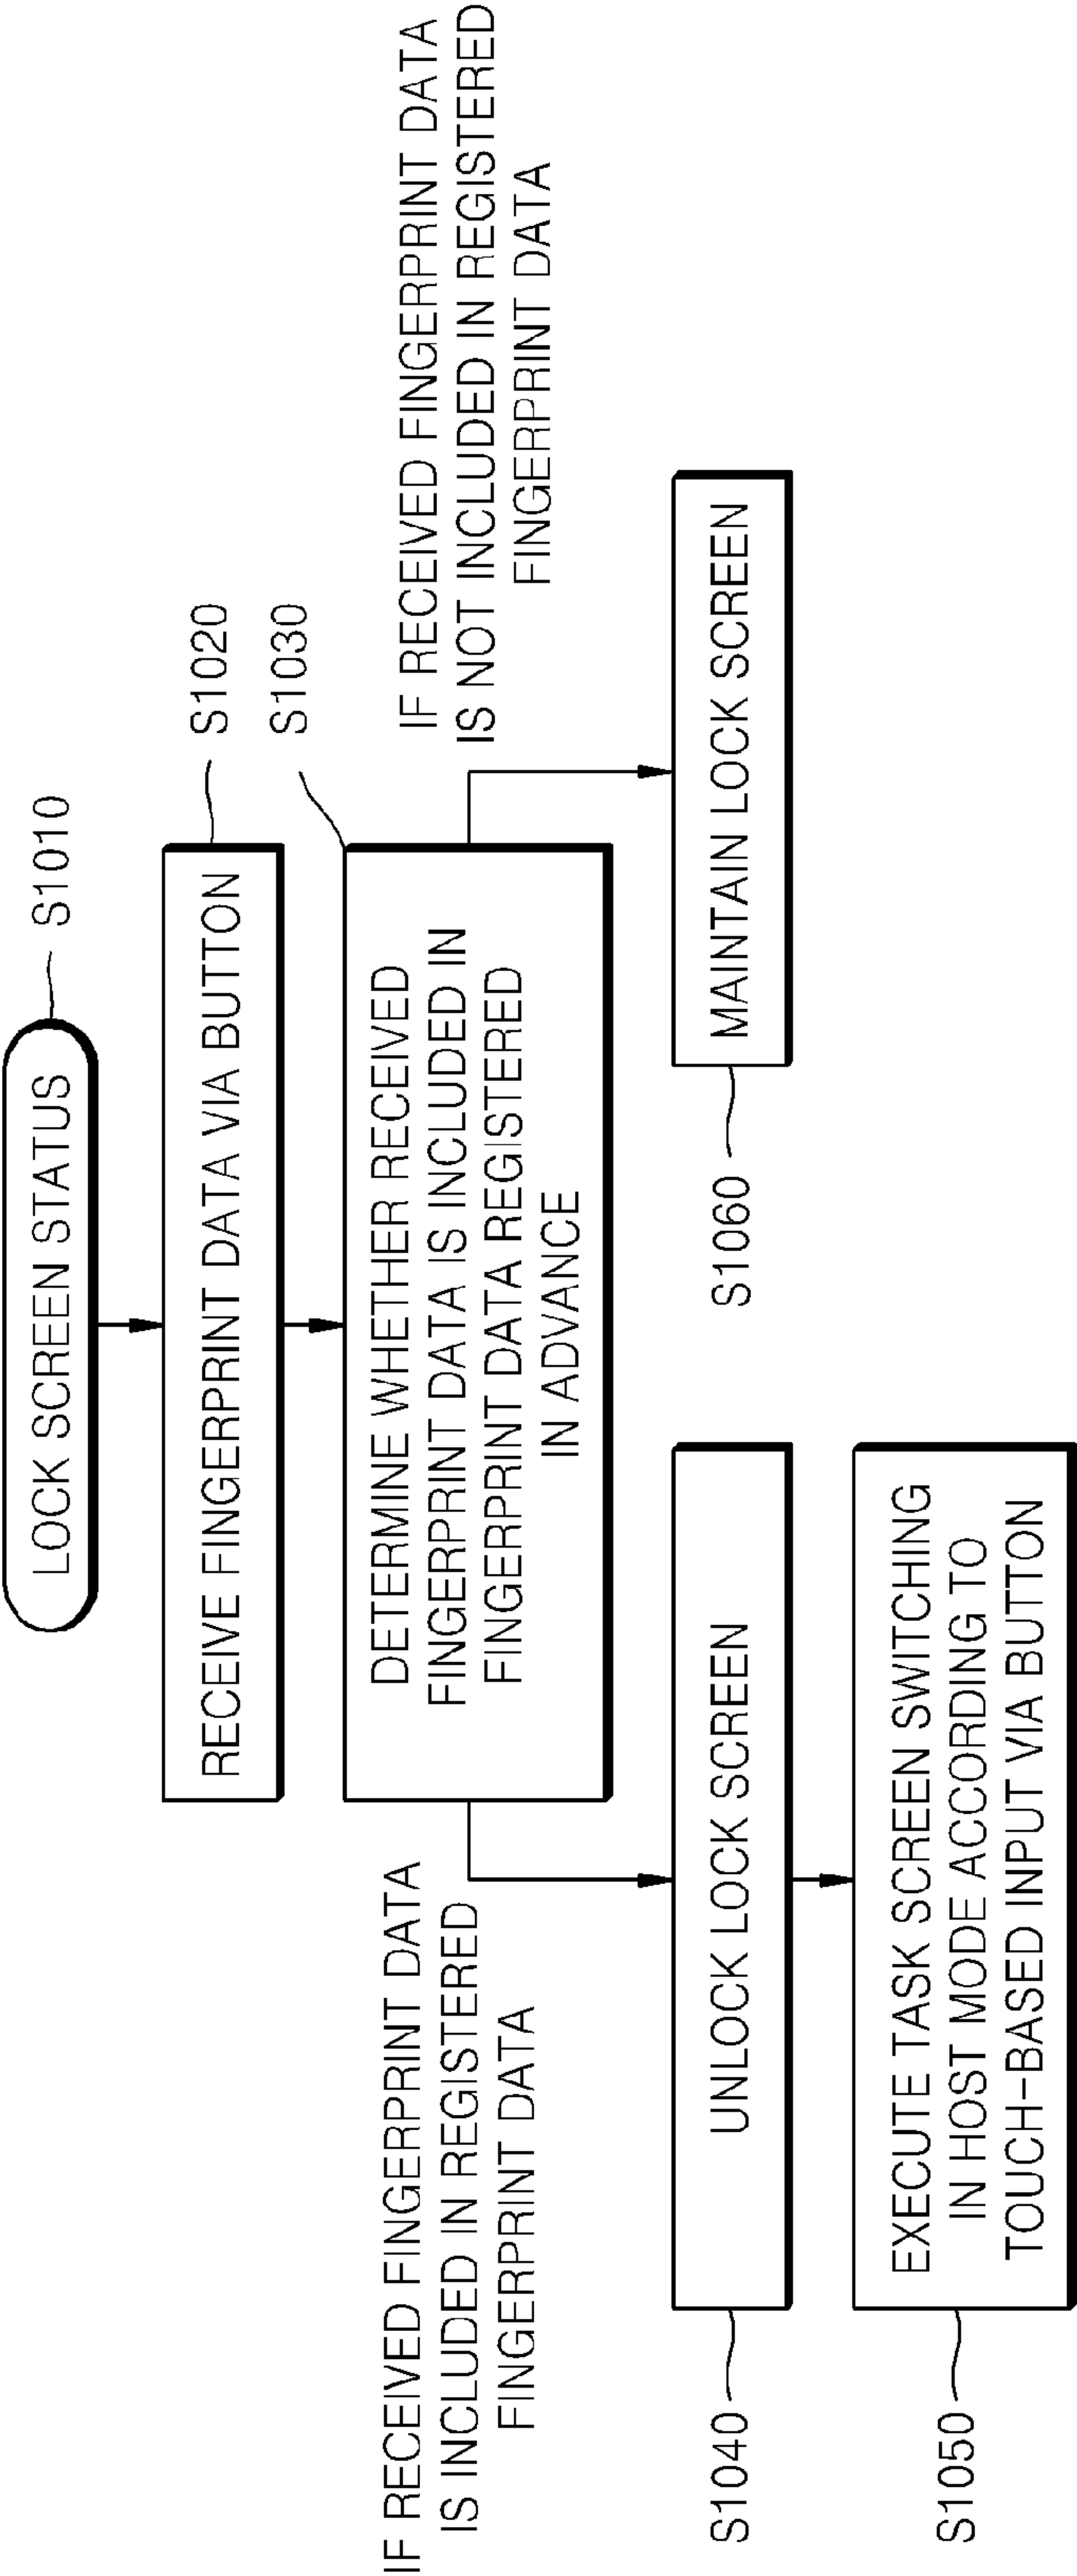 LOCK SCREEN STATUS
S1010
RECEIVE FINGERPRINT DATA VIA BUTTON
S1020
S1030
DETERMINE WHETHER RECEIVED
FINGERPRINT DATA IS INCLUDED IN
FINGERPRINT DATA REGISTERED
IN ADVANCE
IF RECEIVED FINGERPRINT DATA
IS INCLUDED IN REGISTERED
FINGERPRINT DATA
IF RECEIVED FINGERPRINT DATA
IS NOT INCLUDED IN REGISTERED
FINGERPRINT DATA
S1040
UNLOCK LOCK SCREEN
S1060
MAINTAIN LOCK SCREEN
S1050
EXECUTE TASK SCREEN SWITCHING
IN HOST MODE ACCORDING TO
TOUCH-BASED INPUT VIA BUTTON